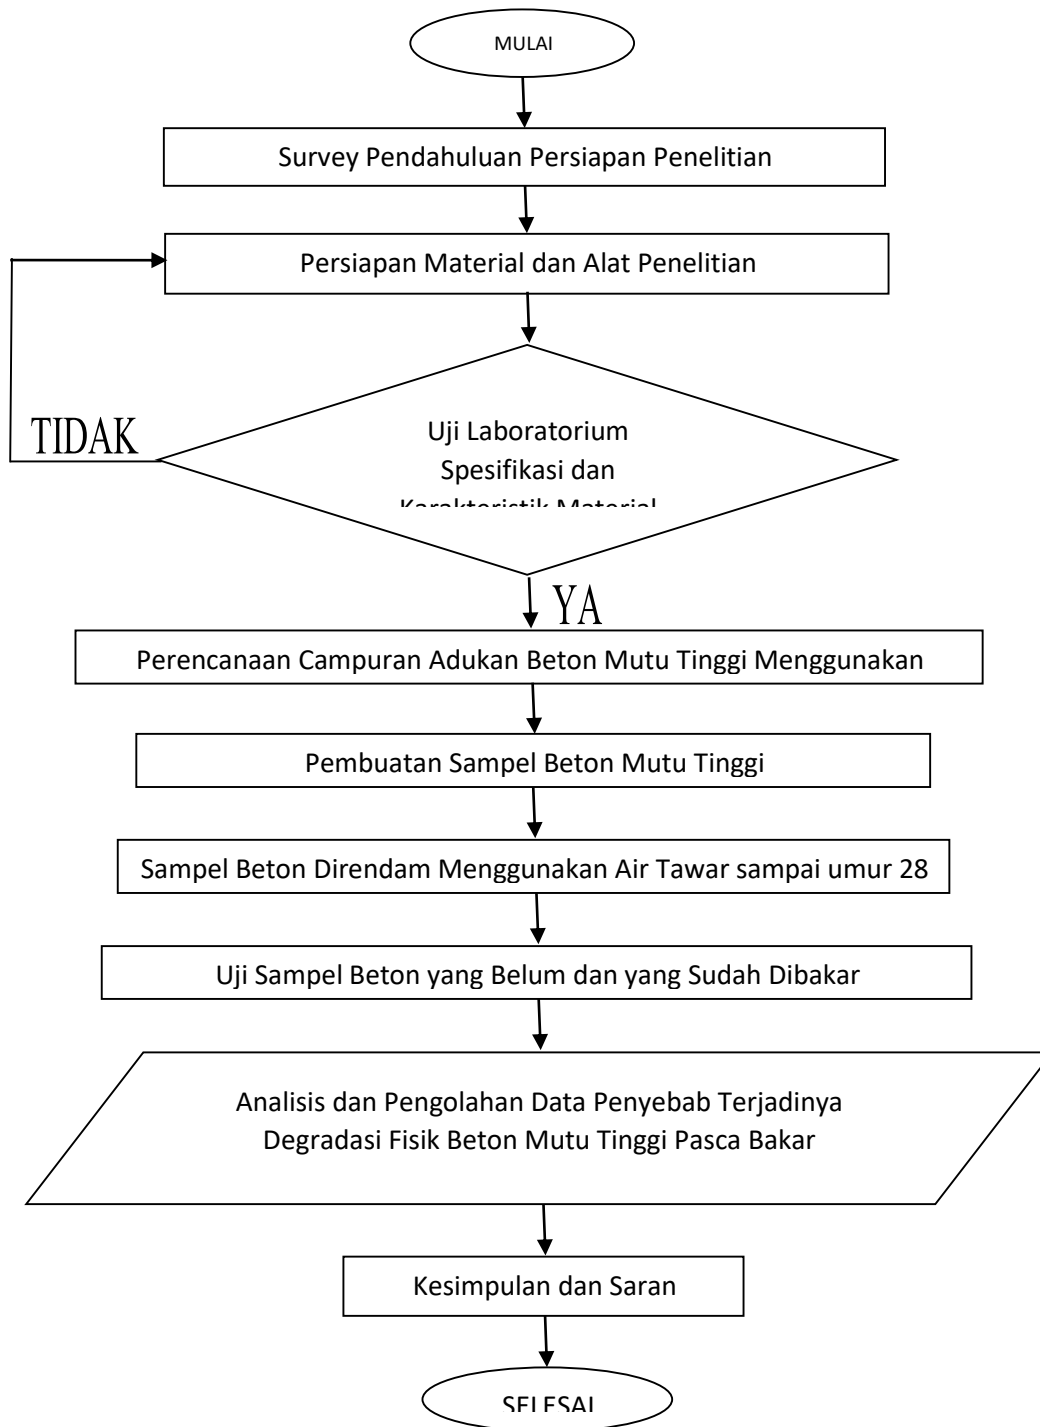 MULAI
Survey Pendahuluan Persiapan Penelitian
Persiapan Material dan Alat Penelitian
TIDAK
Uji Laboratorium
Spesifikasi dan
Karakteristik Material
YA
Perencanaan Campuran Adukan Beton Mutu Tinggi Menggunakan
Pembuatan Sampel Beton Mutu Tinggi
Sampel Beton Direndam Menggunakan Air Tawar sampai umur 28
Uji Sampel Beton yang Belum dan yang Sudah Dibakar
Analisis dan Pengolahan Data Penyebab Terjadinya
Degradasi Fisik Beton Mutu Tinggi Pasca Bakar
Kesimpulan dan Saran
SELESAI